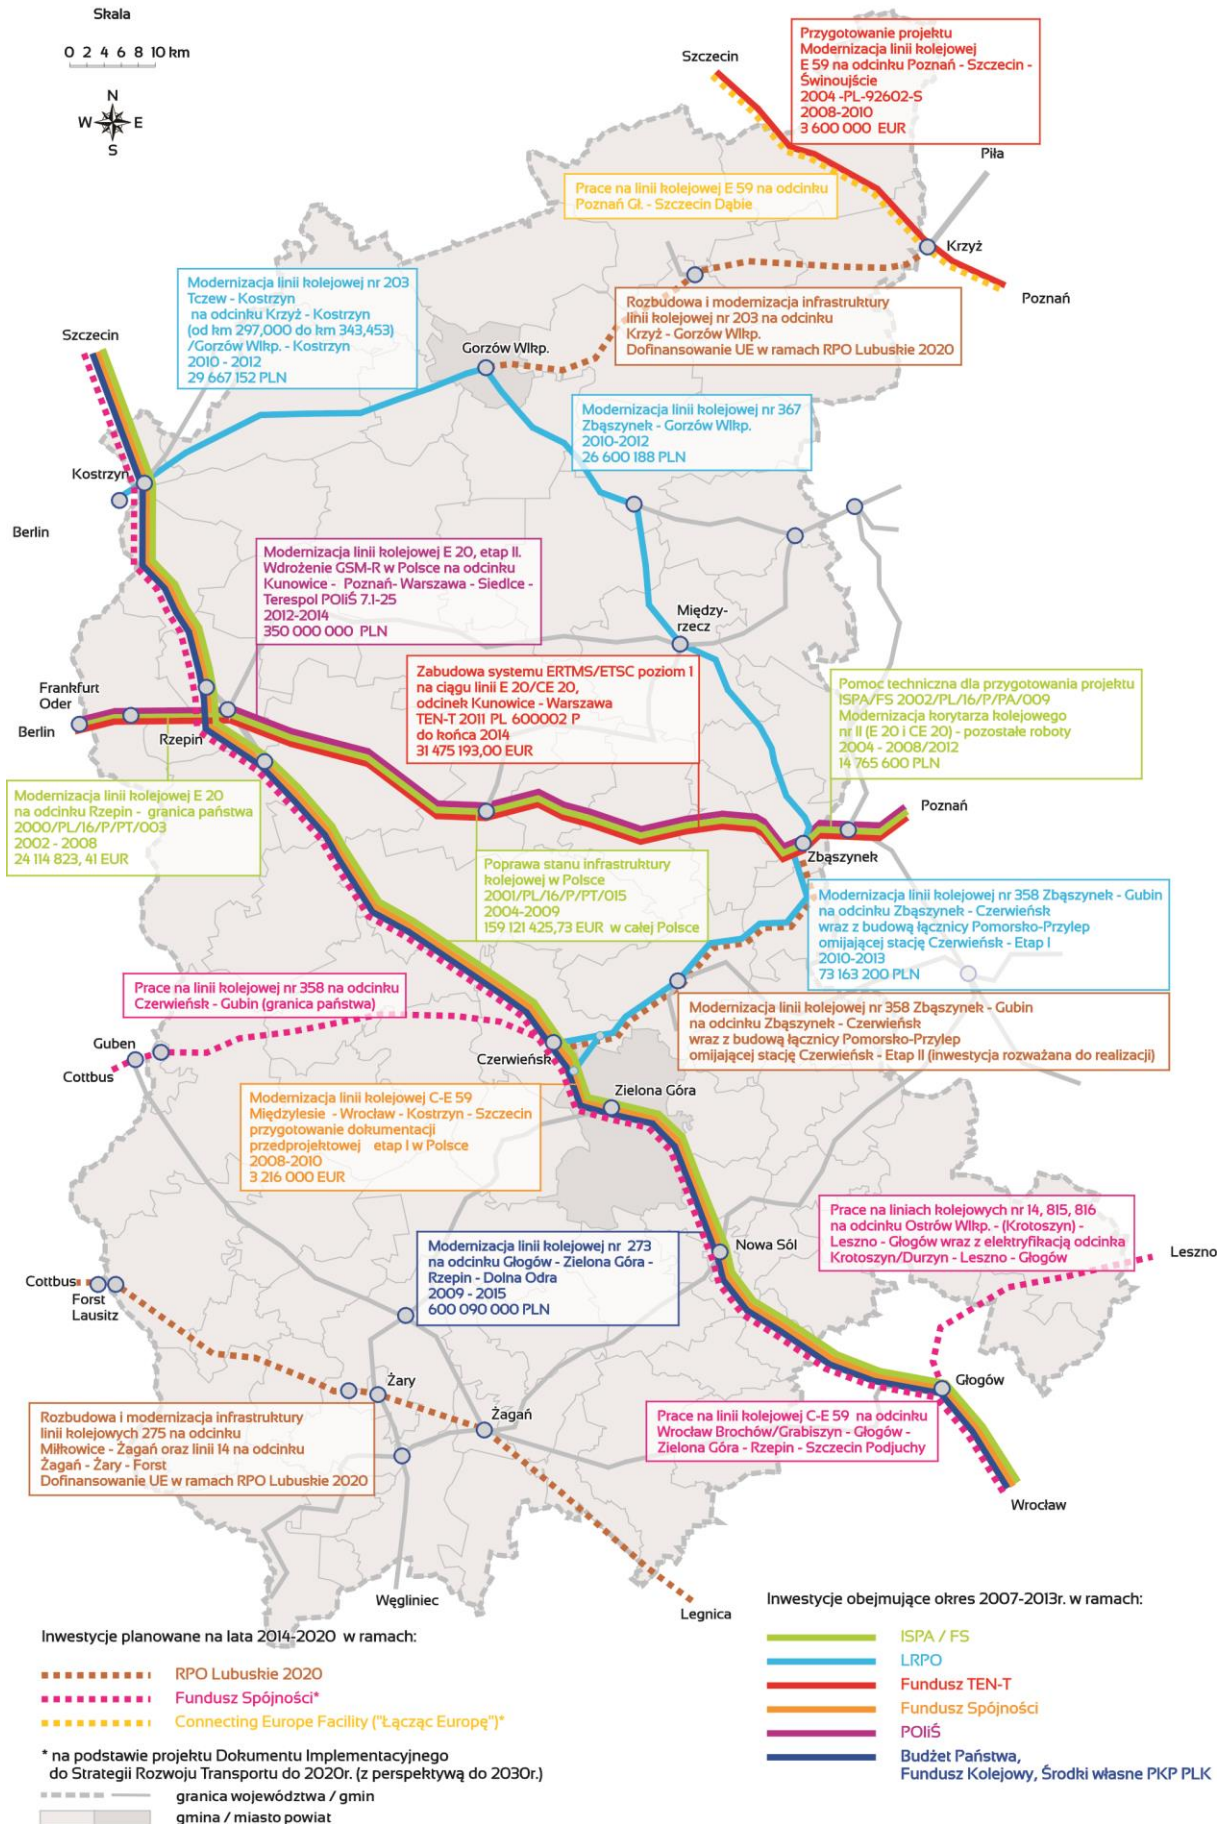 Skala
0 2 4 6 8 10 km
N
W E
S
Szczecin
Przygotowanie projektu
Modernizacja linii kolejowej
E 59 na odcinku Poznań - Szczecin -
Świnoujście
2004 -PL-92602-S
2008-2010
3 600 000 EUR
Piła
Prace na linii kolejowej E 59 na odcinku
Poznań Gł. - Szczecin Dąbie
Krzyż
Poznań
Modernizacja linii kolejowej nr 203
Tczew - Kostrzyn
na odcinku Krzyż - Kostrzyn
(od km 297,000 do km 343,453)
/Gorzów Wlkp. - Kostrzyn
2010 - 2012
29 667 152 PLN
Rozbudowa i modernizacja infrastruktury
linii kolejowej nr 203 na odcinku
Krzyż - Gorzów Wlkp.
Dofinansowanie UE w ramach RPO Lubuskie 2020
Szczecin
Gorzów Wlkp.
Modernizacja linii kolejowej nr 367
Zbąszynek - Gorzów Wlkp.
2010-2012
26 600 188 PLN
Kostrzyn
Berlin
Modernizacja linii kolejowej E 20, etap II.
Wdrożenie GSM-R w Polsce na odcinku
Kunowice - Poznań- Warszawa - Siedlce -
Terespol POIiŚ 7.1-25
2012-2014
350 000 000 PLN
Między-
rzecz
Zabudowa systemu ERTMS/ETSC poziom 1
na ciągu linii E 20/CE 20,
odcinek Kunowice - Warszawa
TEN-T 2011 PL 600002 P
do końca 2014
31 475 193,00 EUR
Pomoc techniczna dla przygotowania projektu
ISPA/FS 2002/PL/16/P/PA/009
Modernizacja korytarza kolejowego
nr II (E 20 i CE 20) - pozostałe roboty
2004 - 2008/2012
14 765 600 PLN
Frankfurt
Oder
Berlin
Rzepin
Modernizacja linii kolejowej E 20
na odcinku Rzepin - granica państwa
2000/PL/16/P/PT/003
2002 - 2008
24 114 823, 41 EUR
Poznań
Zbąszynek
Poprawa stanu infrastruktury
kolejowej w Polsce
2001/PL/16/P/PT/015
2004-2009
159 121 425,73 EUR w całej Polsce
Modernizacja linii kolejowej nr 358 Zbąszynek - Gubin
na odcinku Zbąszynek - Czerwieńsk
wraz z budową łącznicy Pomorsko-Przylep
omijającej stację Czerwieńsk - Etap I
2010-2013
73 163 200 PLN
Prace na linii kolejowej nr 358 na odcinku
Czerwieńsk - Gubin (granica państwa)
Modernizacja linii kolejowej nr 358 Zbąszynek - Gubin
na odcinku Zbąszynek - Czerwieńsk
wraz z budową łącznicy Pomorsko-Przylep
omijającej stację Czerwieńsk - Etap II (inwestycja rozważana do realizacji)
Guben
Cottbus
Czerwieńsk
Zielona Góra
Modernizacja linii kolejowej C-E 59
Międzylesie - Wrocław - Kostrzyn - Szczecin
przygotowanie dokumentacji
przedprojektowej etap I w Polsce
2008-2010
3 216 000 EUR
Prace na liniach kolejowych nr 14, 815, 816
na odcinku Ostrów Wlkp. - (Krotoszyn) -
Leszno - Głogów wraz z elektryfikacją odcinka
Krotoszyn/Durzyn - Leszno - Głogów
Leszno
Modernizacja linii kolejowej nr 273
na odcinku Głogów - Zielona Góra -
Rzepin - Dolna Odra
2009 - 2015
600 090 000 PLN
Nowa Sól
Cottbus
Forst
Lausitz
Żary
Żagań
Głogów
Rozbudowa i modernizacja infrastruktury
linii kolejowych 275 na odcinku
Miłkowice - Żagań oraz linii 14 na odcinku
Żagań - Żary - Forst
Dofinansowanie UE w ramach RPO Lubuskie 2020
Prace na linii kolejowej C-E 59 na odcinku
Wrocław Brochów/Grabiszyn - Głogów -
Zielona Góra - Rzepin - Szczecin Podjuchy
Wrocław
Węgliniec
Legnica
Inwestycje planowane na lata 2014-2020 w ramach:
RPO Lubuskie 2020
Fundusz Spójności*
Connecting Europe Facility ("Łącząc Europę")*
* na podstawie projektu Dokumentu Implementacyjnego
do Strategii Rozwoju Transportu do 2020r. (z perspektywą do 2030r.)
granica województwa / gmin
gmina / miasto powiat
Inwestycje obejmujące okres 2007-2013r. w ramach:
ISPA / FS
LRPO
Fundusz TEN-T
Fundusz Spójności
POIiŚ
Budżet Państwa,
Fundusz Kolejowy, Środki własne PKP PLK